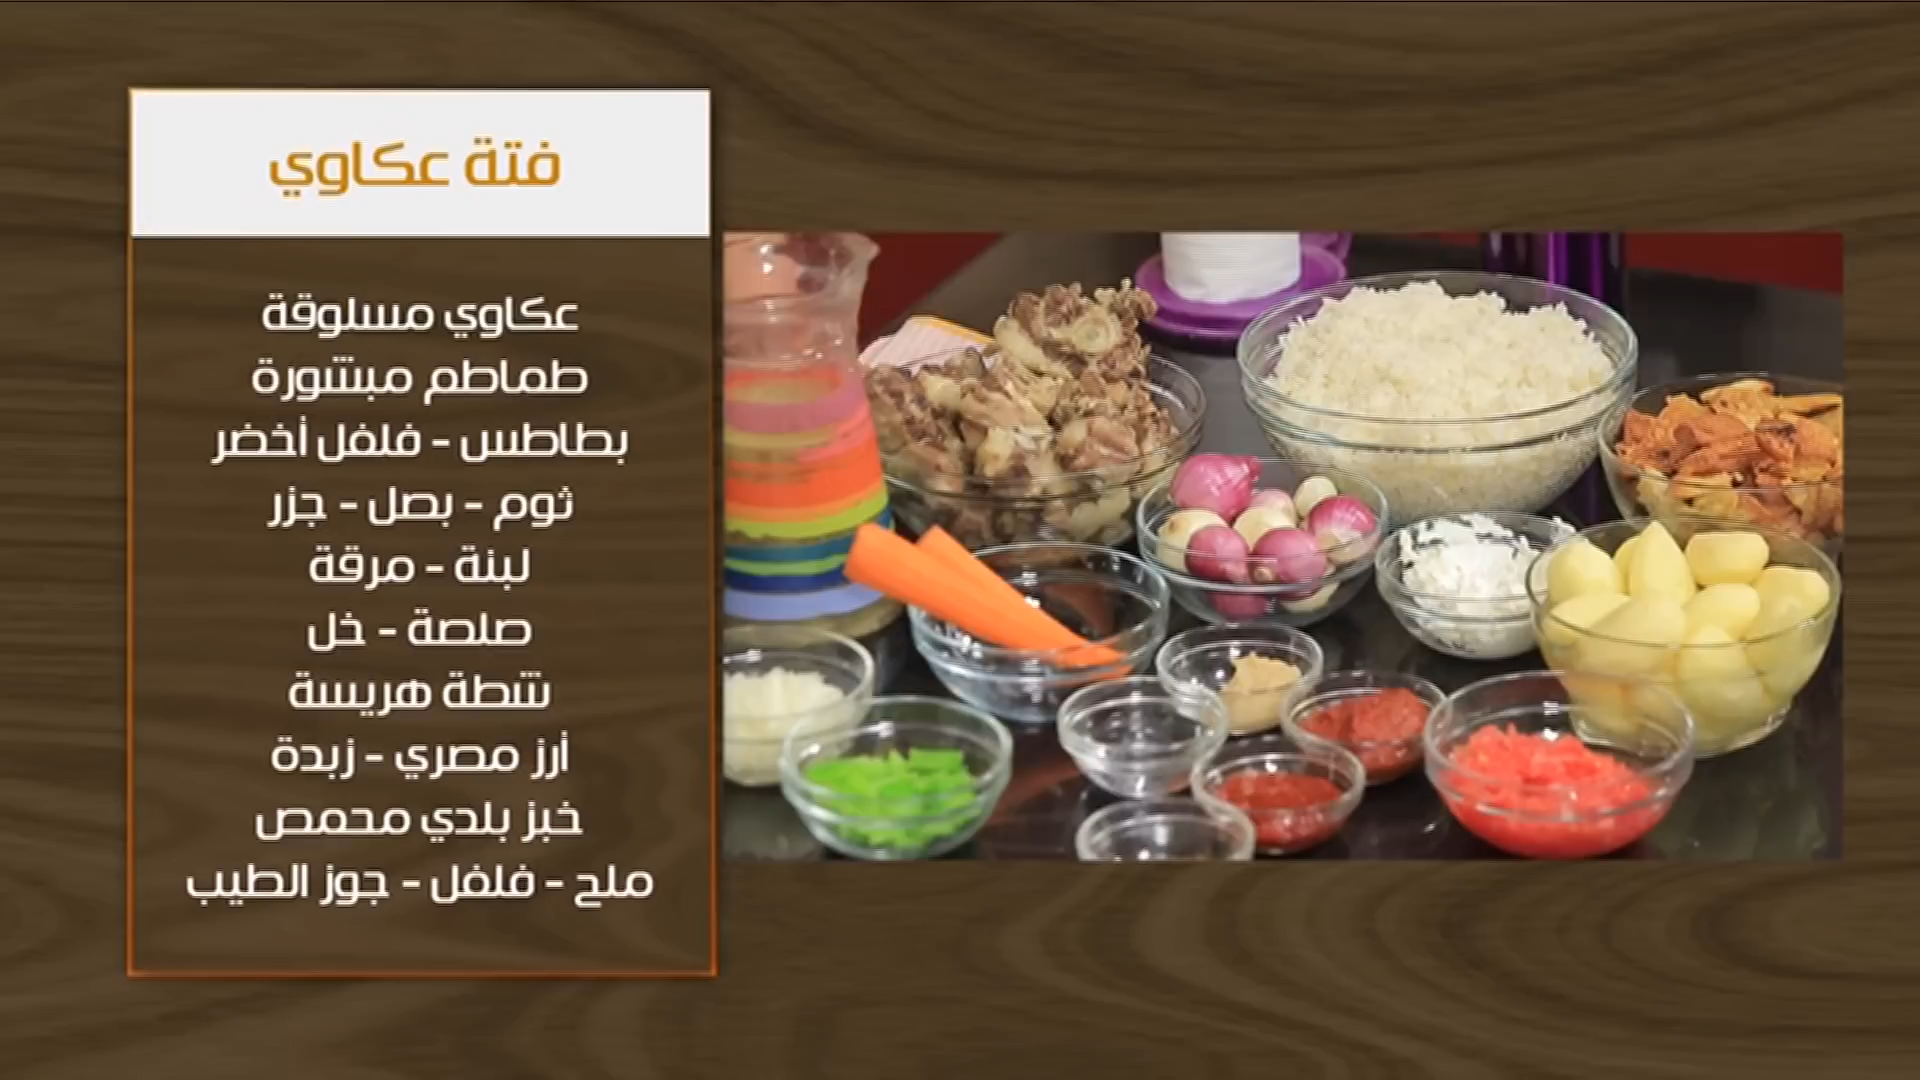 فتة عكاوي
عكاوي مسلوقة
طماطم مبشورة
بطاطس - فلفل أخضر
ثوم - بصل - جزر
لبنة - مرقة
صلصة - خل
شطة هريسة
أرز مصري - زبدة
خبز بلدي محمص
ملح - فلفل - جوز الطيب